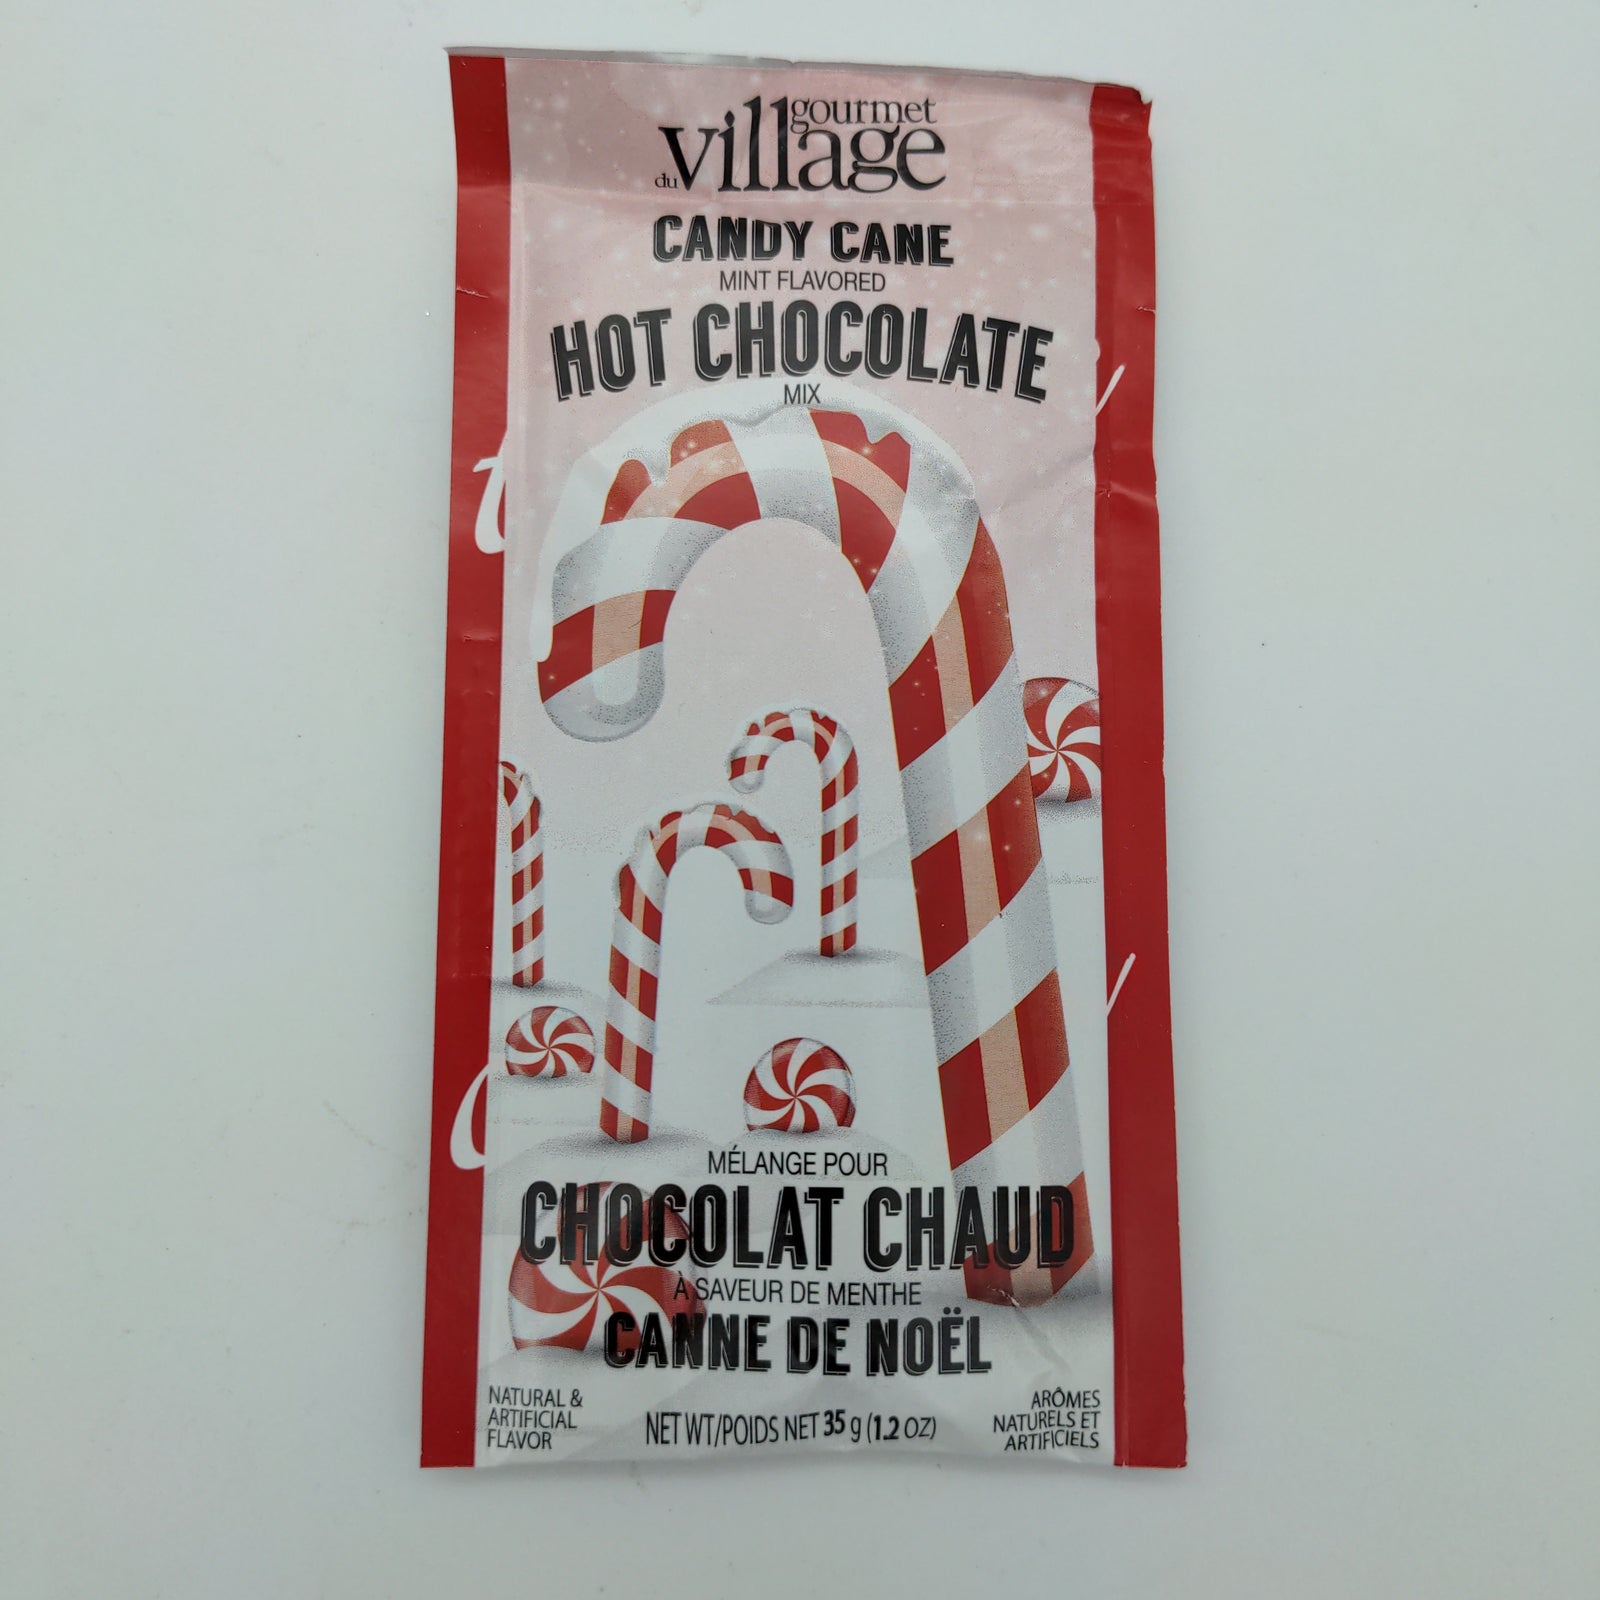 gourmet
du village
CANDY CANE
MINT FLAVORED
HOT CHOCOLATE
MIX
MÉLANGE POUR
CHOCOLAT CHAUD
À SAVEUR DE MENTHE
CANNE DE NOËL
NATURAL &
ARTIFICIAL
FLAVOR
NET WT/POIDS NET 35 g (1.2 OZ)
ARÔMES
NATURELS ET
ARTIFICIELS